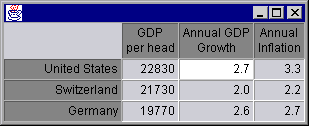 GDP per head Annual GDP Growth Annual Inflation
United States 22830 2.7 3.3
Switzerland 21730 2.0 2.2
Germany 19770 2.6 2.7